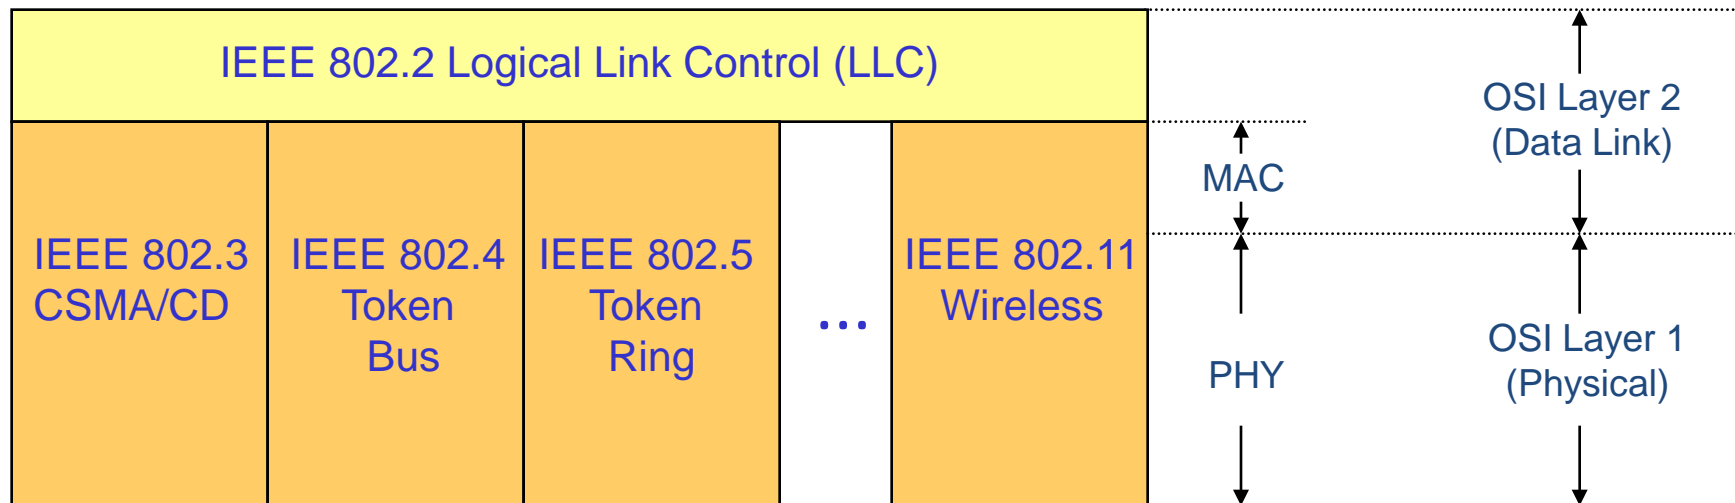 IEEE 802.2 Logical Link Control (LLC)
OSI Layer 2
(Data Link)
MAC
IEEE 802.3
CSMA/CD
IEEE 802.4
Token
Bus
IEEE 802.5
Token
Ring
...
IEEE 802.11
Wireless
PHY
OSI Layer 1
(Physical)